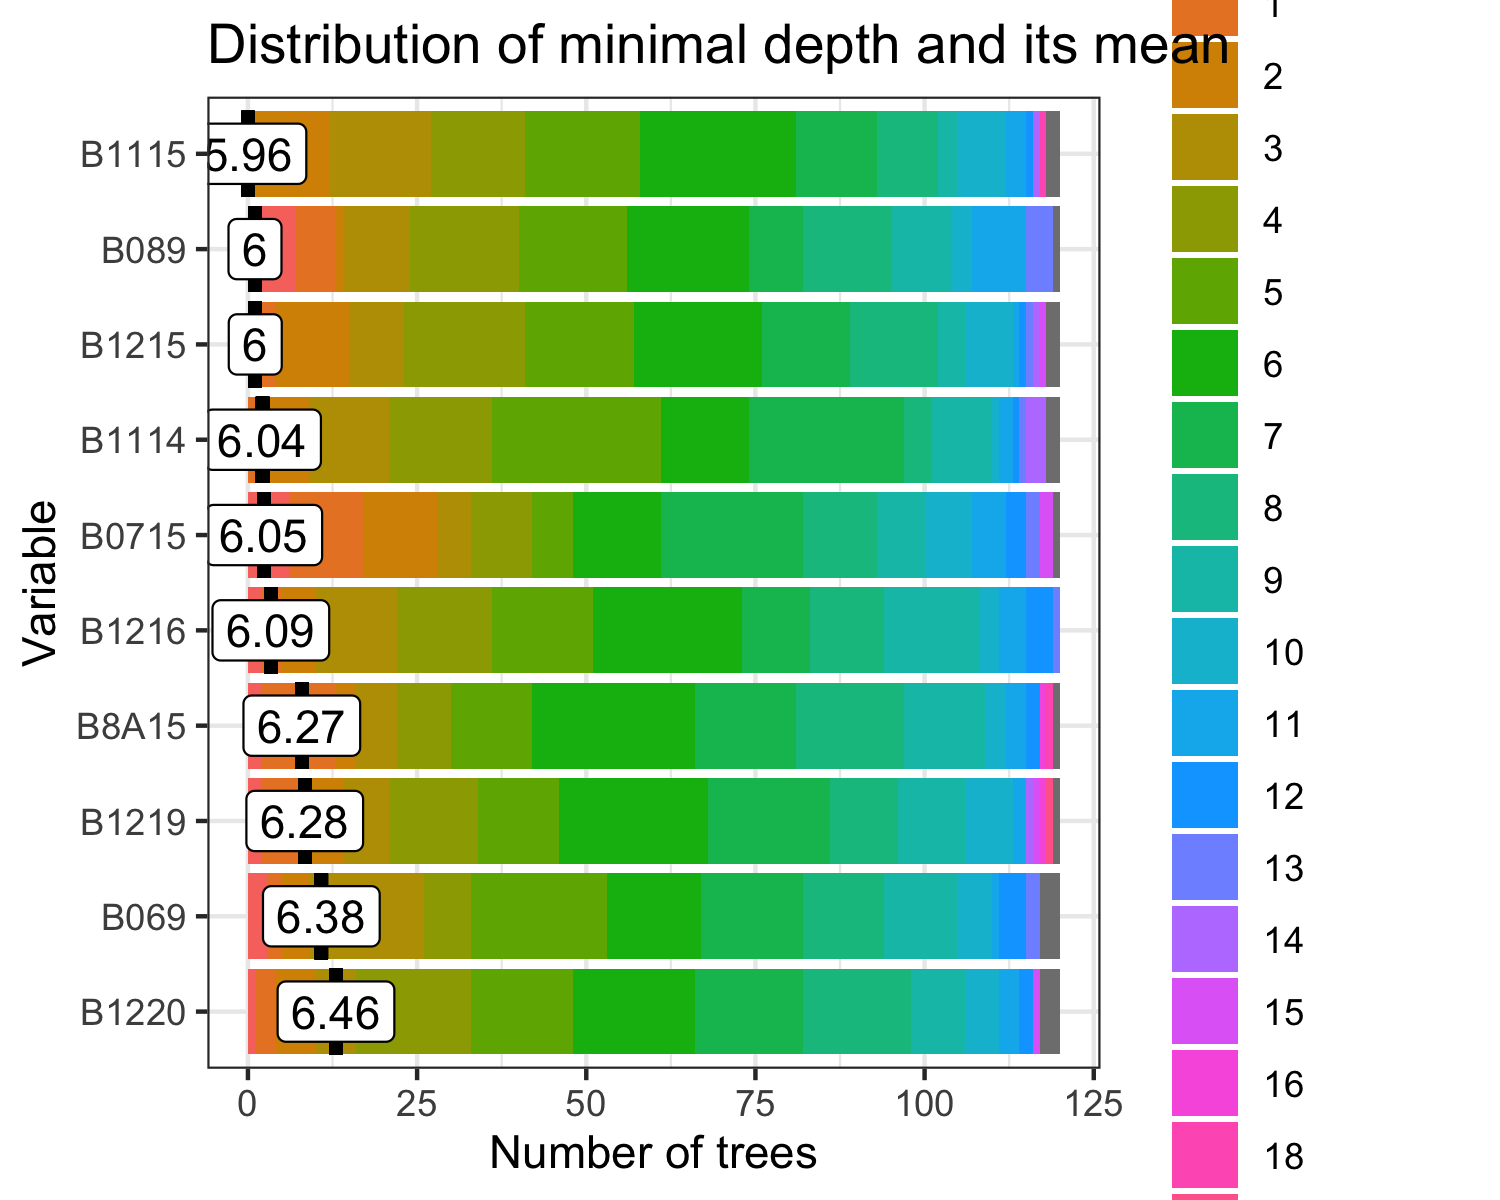 Distribution of minimal depth and its mean
Variable
B1115
B089
B1215
B1114
B0715
B1216
B8A15
B1219
B069
B1220
5.96
6
6
6.04
6.05
6.09
6.27
6.28
6.38
6.46
0 25 50 75 100 125
Number of trees
1
2
3
4
5
6
7
8
9
10
11
12
13
14
15
16
18